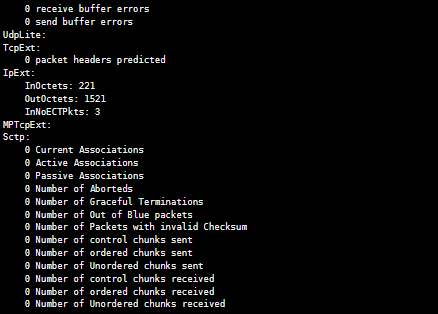 0 receive buffer errors
0 send buffer errors
UdpLite:
TcpExt:
0 packet headers predicted
IpExt:
InOctets: 221
OutOctets: 1521
InNoECTPkts: 3
MPTcpExt:
Sctp:
0 Current Associations
0 Active Associations
0 Passive Associations
0 Number of Aborteds
0 Number of Graceful Terminations
0 Number of Out of Blue packets
0 Number of Packets with invalid Checksum
0 Number of control chunks sent
0 Number of ordered chunks sent
0 Number of Unordered chunks sent
0 Number of control chunks received
0 Number of ordered chunks received
0 Number of Unordered chunks received